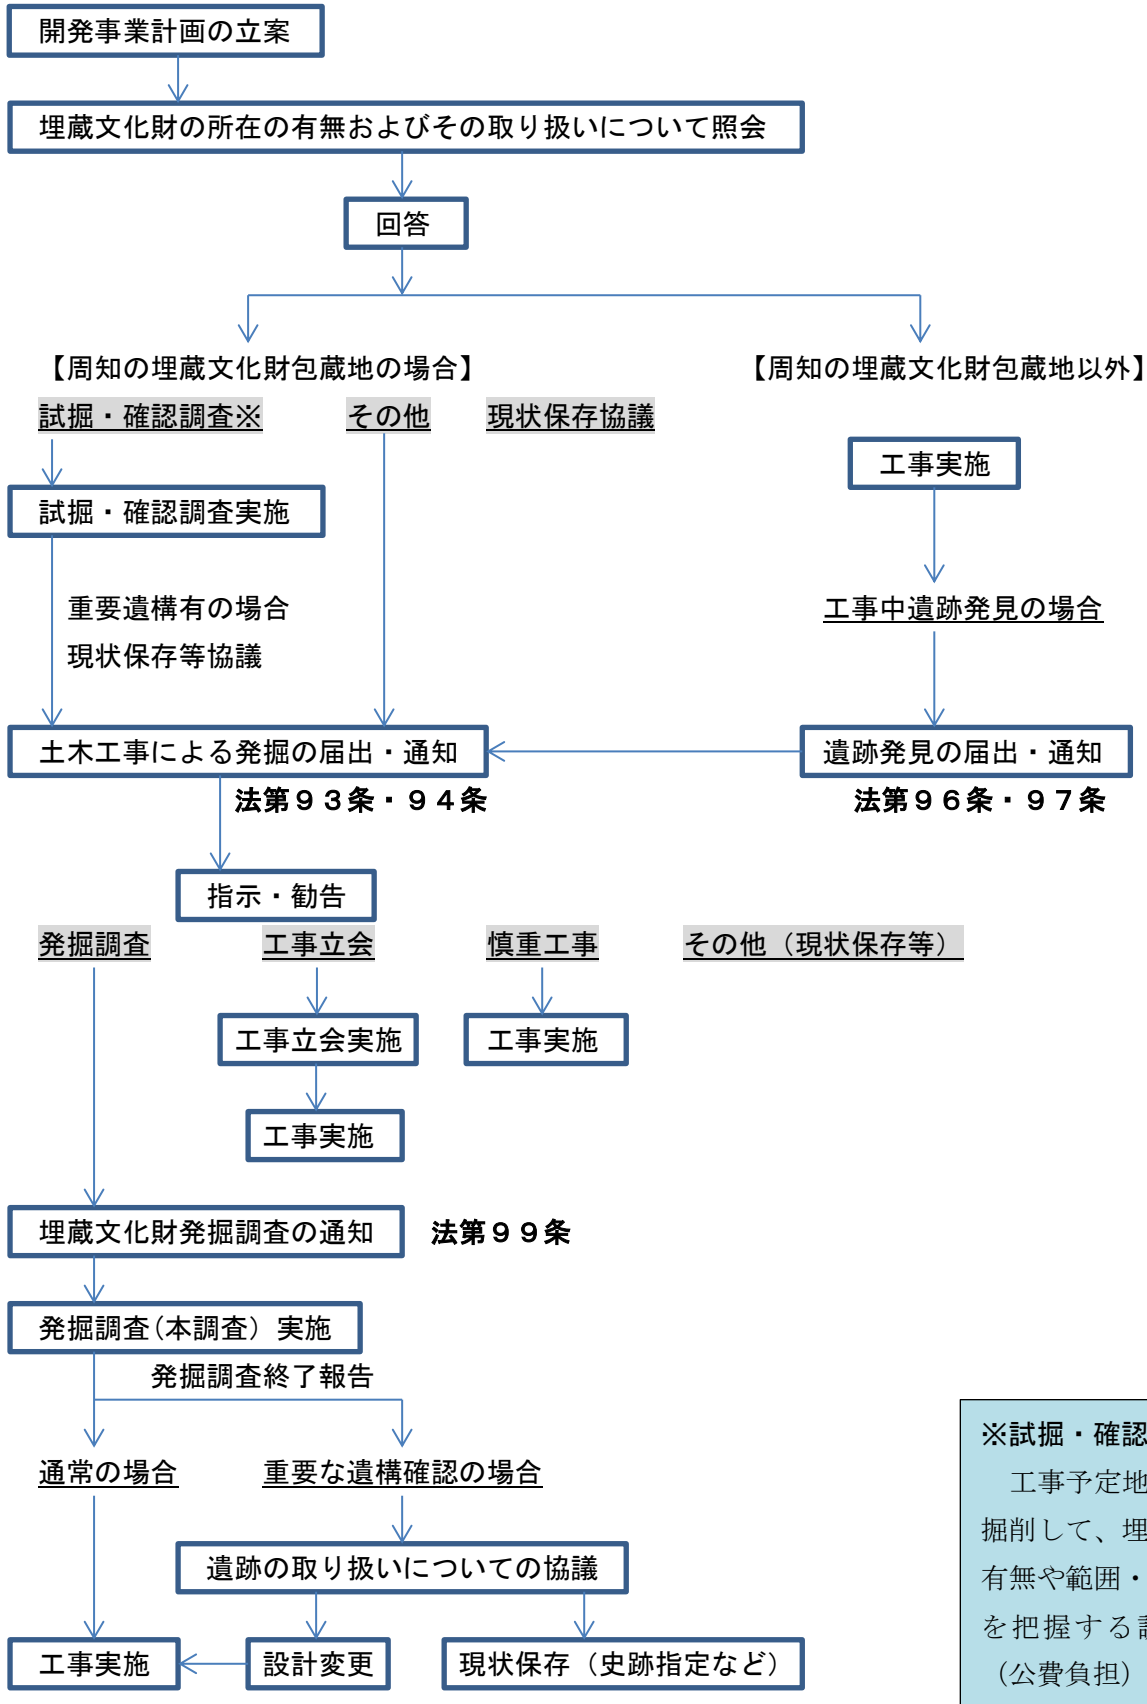 開発事業計画の立案
埋蔵文化財の所在の有無およびその取り扱いについて照会
回答
【周知の埋蔵文化財包蔵地の場合】
【周知の埋蔵文化財包蔵地以外】
試掘・確認調査※
その他
現状保存協議
工事実施
試掘・確認調査実施
重要遺構有の場合
現状保存等協議
工事中遺跡発見の場合
土木工事による発掘の届出・通知
遺跡発見の届出・通知
法第93条・94条
法第96条・97条
指示・勧告
発掘調査
工事立会
慎重工事
その他（現状保存等）
工事立会実施
工事実施
工事実施
埋蔵文化財発掘調査の通知
法第99条
発掘調査(本調査）実施
発掘調査終了報告
通常の場合
重要な遺構確認の場合
遺跡の取り扱いについての協議
工事実施
設計変更
現状保存（史跡指定など）
※試掘・確認
工事予定地
掘削して、埋
有無や範囲・
を把握する
（公費負担）